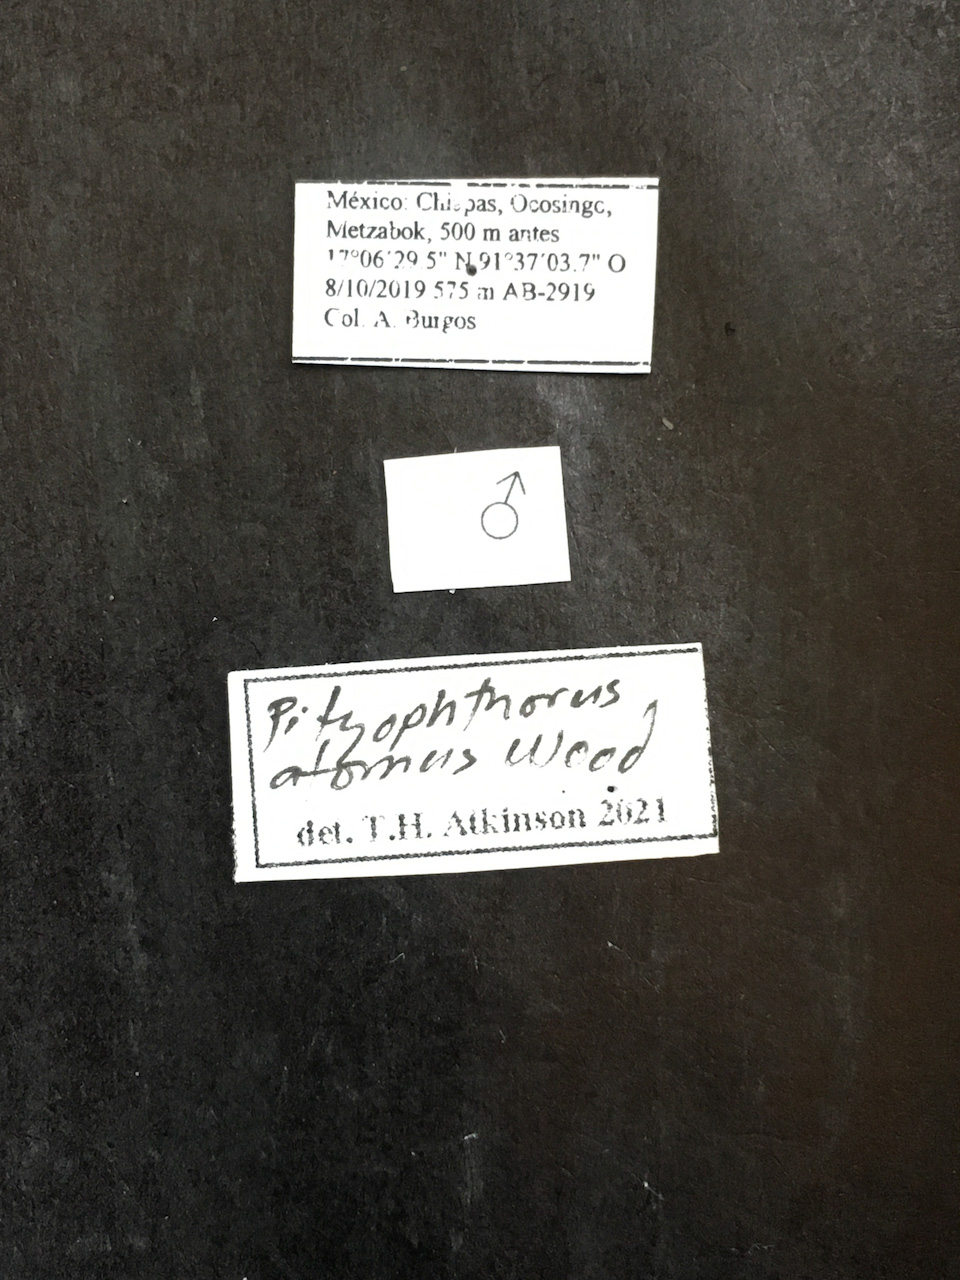 México: Chiapas, Ocosingo,
Metzabok, 500 m antes
17°06'29.5" N 91°37'03.7" O
8/10/2019 575 m AB-2919
Col. A. Burgos
♂
Pityophthorus
atomus Wood ♂
det. T.H. Atkinson 2021